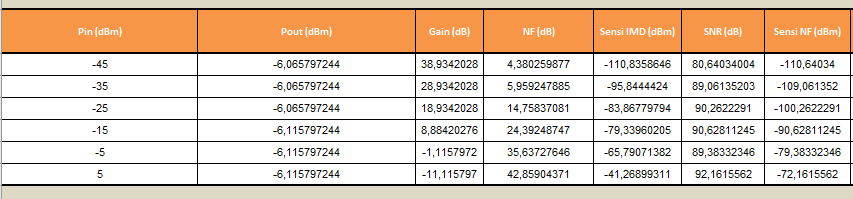 Pin (dBm) Pout (dBm) Gain (dB) NF (dB) Sensi IMD (dBm) SNR (dB) Sensi NF (dBm)
-45 -6,065797244 38,9342028 4,380259877 -110,8358646 80,64034004 -110,64034
-35 -6,065797244 28,9342028 5,959247885 -95,8444424 89,06135203 -109,061352
-25 -6,065797244 18,9342028 14,75837081 -83,86779794 90,2622291 -100,2622291
-15 -6,115797244 8,88420276 24,39248747 -79,33960205 90,62811245 -90,62811245
-5 -6,115797244 -1,1157972 35,63727646 -65,79071382 89,38332346 -79,38332346
5 -6,115797244 -11,115797 42,85904371 -41,26899311 92,1615562 -72,1615562